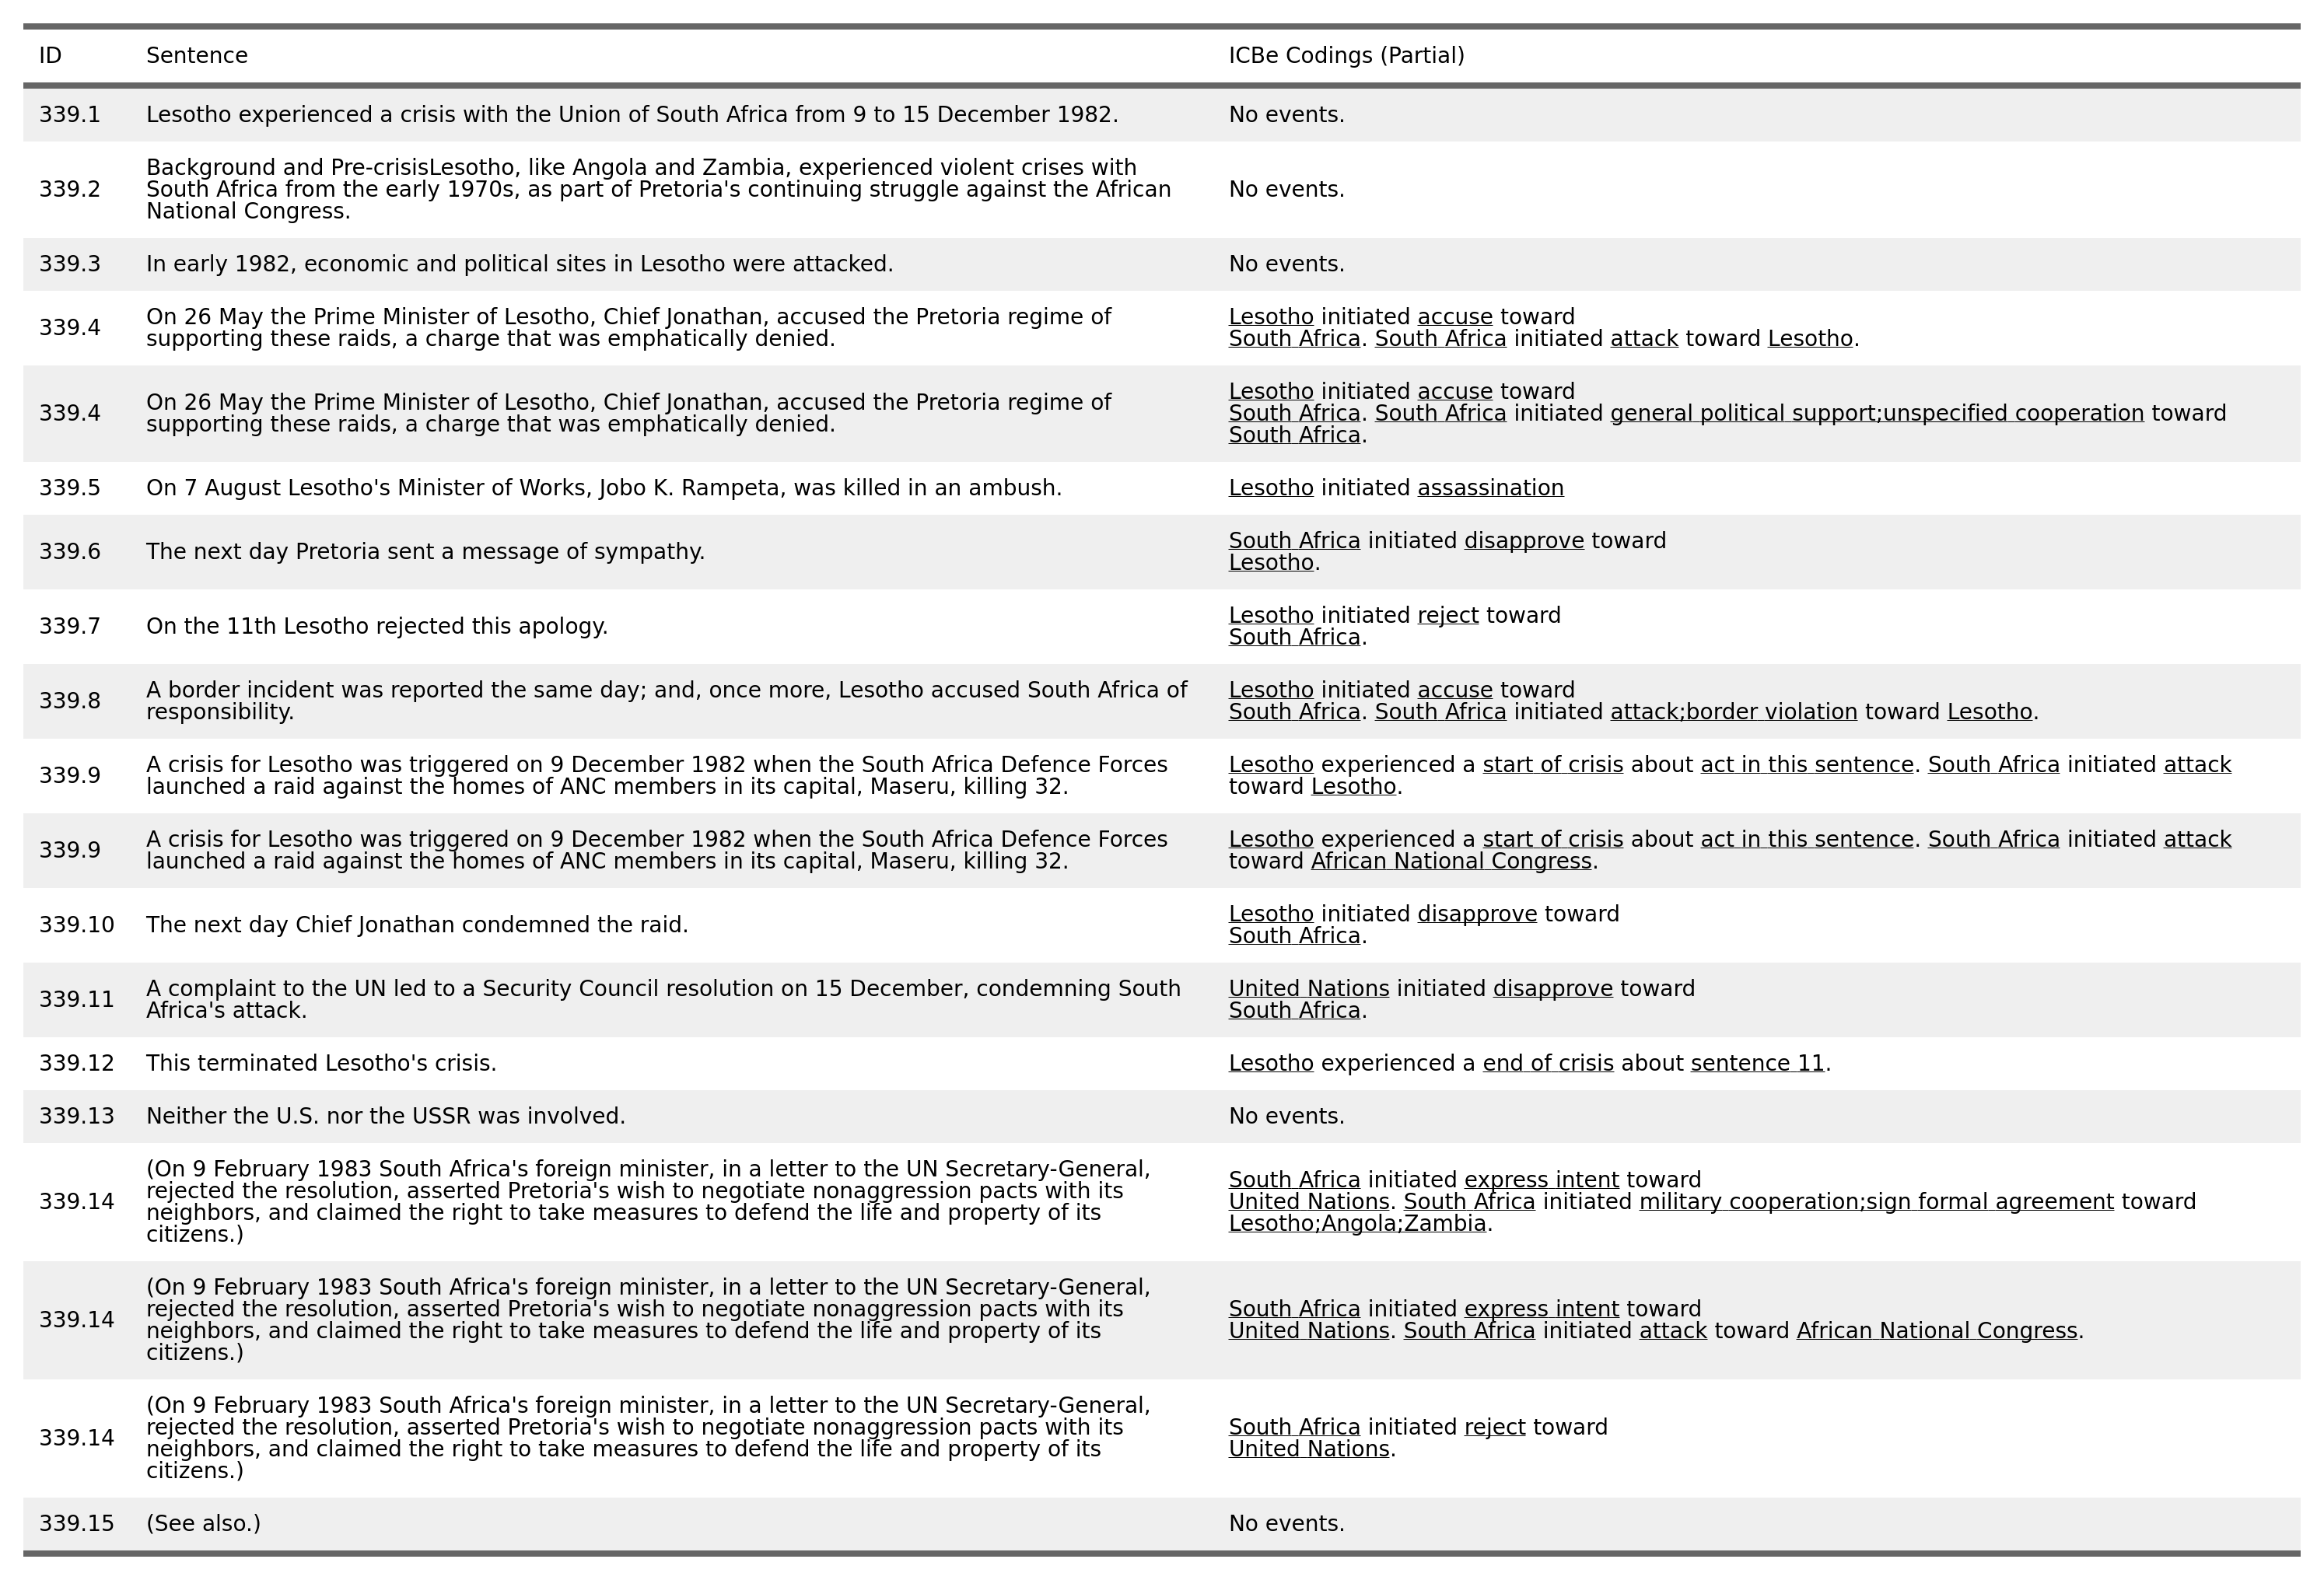 ID Sentence ICBe Codings (Partial)
339.1 Lesotho experienced a crisis with the Union of South Africa from 9 to 15 December 1982. No events.
339.2 Background and Pre-crisisLesotho, like Angola and Zambia, experienced violent crises with
South Africa from the early 1970s, as part of Pretoria's continuing struggle against the African
National Congress.
No events.
339.3 In early 1982, economic and political sites in Lesotho were attacked. No events.
339.4 On 26 May the Prime Minister of Lesotho, Chief Jonathan, accused the Pretoria regime of
supporting these raids, a charge that was emphatically denied.
Lesotho initiated accuse toward
South Africa. South Africa initiated attack toward Lesotho.
339.4 On 26 May the Prime Minister of Lesotho, Chief Jonathan, accused the Pretoria regime of
supporting these raids, a charge that was emphatically denied.
Lesotho initiated accuse toward
South Africa. South Africa initiated general political support;unspecified cooperation toward
South Africa.
339.5 On 7 August Lesotho's Minister of Works, Jobo K. Rampeta, was killed in an ambush. Lesotho initiated assassination
339.6 The next day Pretoria sent a message of sympathy.
South Africa initiated disapprove toward
Lesotho.
339.7 On the 11th Lesotho rejected this apology.
Lesotho initiated reject toward
South Africa.
339.8 A border incident was reported the same day; and, once more, Lesotho accused South Africa of
responsibility.
Lesotho initiated accuse toward
South Africa. South Africa initiated attack;border violation toward Lesotho.
339.9 A crisis for Lesotho was triggered on 9 December 1982 when the South Africa Defence Forces
launched a raid against the homes of ANC members in its capital, Maseru, killing 32.
Lesotho experienced a start of crisis about act in this sentence. South Africa initiated attack
toward Lesotho.
339.9 A crisis for Lesotho was triggered on 9 December 1982 when the South Africa Defence Forces
launched a raid against the homes of ANC members in its capital, Maseru, killing 32.
Lesotho experienced a start of crisis about act in this sentence. South Africa initiated attack
toward African National Congress.
339.10 The next day Chief Jonathan condemned the raid.
Lesotho initiated disapprove toward
South Africa.
339.11 A complaint to the UN led to a Security Council resolution on 15 December, condemning South
Africa's attack.
United Nations initiated disapprove toward
South Africa.
339.12 This terminated Lesotho's crisis. Lesotho experienced a end of crisis about sentence 11.
339.13 Neither the U.S. nor the USSR was involved. No events.
339.14 (On 9 February 1983 South Africa's foreign minister, in a letter to the UN Secretary-General,
rejected the resolution, asserted Pretoria's wish to negotiate nonaggression pacts with its
neighbors, and claimed the right to take measures to defend the life and property of its
citizens.)
South Africa initiated express intent toward
United Nations. South Africa initiated military cooperation;sign formal agreement toward
Lesotho;Angola;Zambia.
339.14 (On 9 February 1983 South Africa's foreign minister, in a letter to the UN Secretary-General,
rejected the resolution, asserted Pretoria's wish to negotiate nonaggression pacts with its
neighbors, and claimed the right to take measures to defend the life and property of its
citizens.)
South Africa initiated express intent toward
United Nations. South Africa initiated attack toward African National Congress.
339.14 (On 9 February 1983 South Africa's foreign minister, in a letter to the UN Secretary-General,
rejected the resolution, asserted Pretoria's wish to negotiate nonaggression pacts with its
neighbors, and claimed the right to take measures to defend the life and property of its
citizens.)
South Africa initiated reject toward
United Nations.
339.15 (See also.) No events.